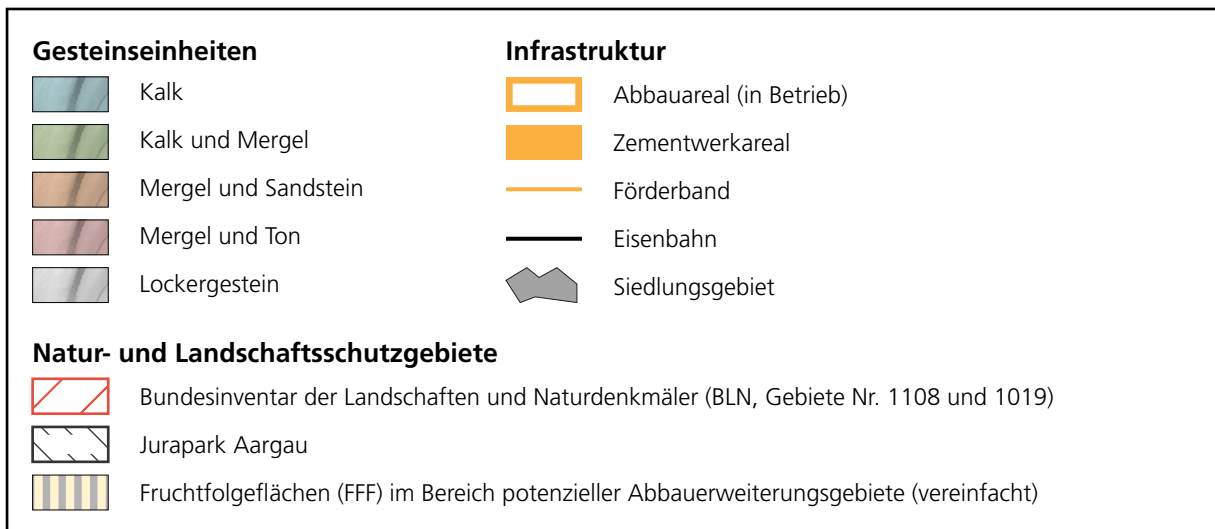 Gesteinseinheiten
Kalk
Kalk und Mergel
Mergel und Sandstein
Mergel und Ton
Lockergestein
Infrastruktur
Abbauareal (in Betrieb)
Zementwerkareal
Förderband
Eisenbahn
Siedlungsgebiet
Natur- und Landschaftsschutzgebiete
Bundesinventar der Landschaften und Naturdenkmäler (BLN, Gebiete Nr. 1108 und 1019)
Jurapark Aargau
Fruchtfolgeflächen (FFF) im Bereich potenzieller Abbauerweiterungsgebiete (vereinfacht)